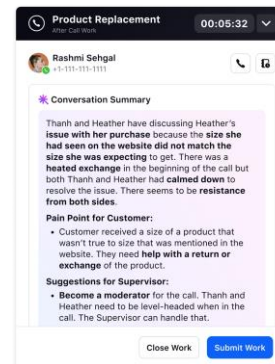 Product Replacement
After Call Work
00:05:32
Rashmi Sehgal
+1-111-111-1111
Conversation Summary
Thanh and Heather have discussing Heather's
issue with her purchase because the size she
had seen on the website did not match the
size she was expecting to get. There was a
heated exchange in the beginning of the call but
both Thanh and Heather had calmed down to
resolve the issue. There seems to be resistance
from both sides.
Pain Point for Customer:
• Customer received a size of a product that
wasn't true to size that was mentioned in the
website. They need help with a return or
exchange of the product.
Suggestions for Supervisor:
• Become a moderator for the call. Thanh and
Heather need to be level-headed when in the
call. The Supervisor can handle that.
Close Work
Submit Work